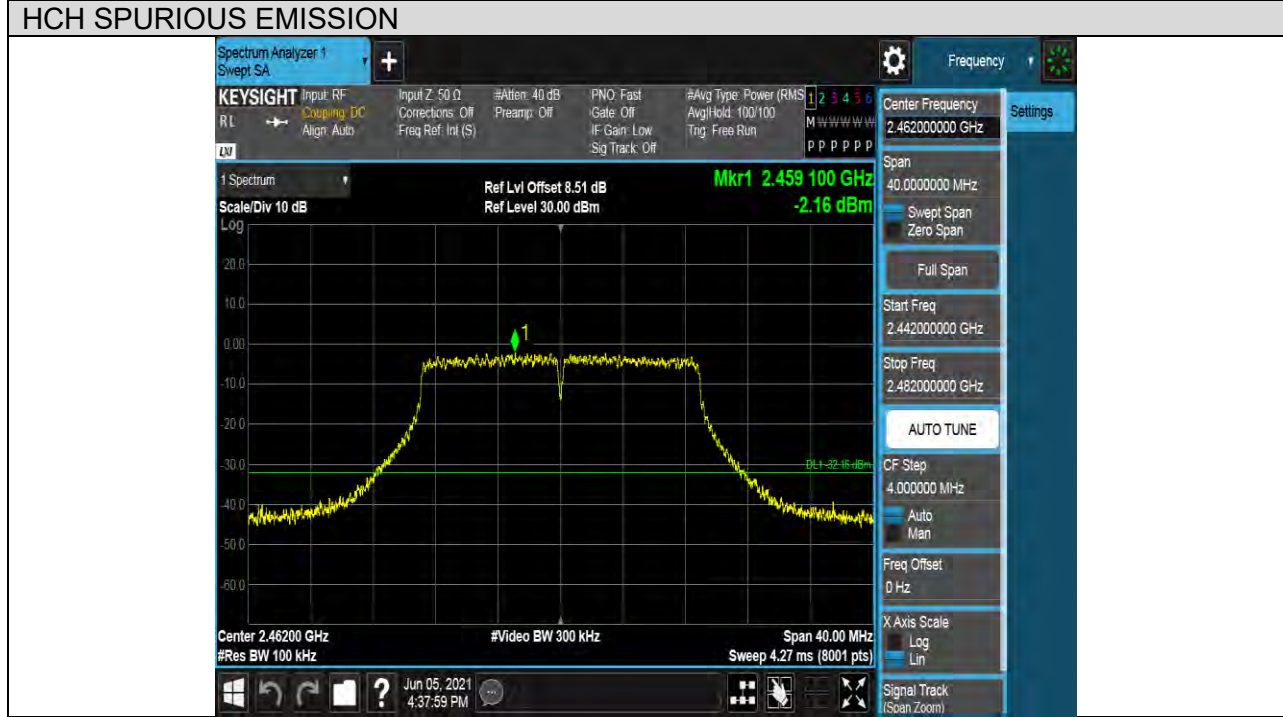 HCH SPURIOUS EMISSION
Spectrum Analyzer 1
Swept SA
Frequency
KEYSIGHT
RL
LXI
Input: RF
Coupling: DC
Align: Auto
Input Z: 50 Ω
Corrections: Off
Freq Ref: Int (S)
#Atten: 40 dB
Preamp: Off
PNO: Fast
Gate: Off
IF Gain: Low
Sig Track: Off
#Avg Type: Power (RMS
Avg|Hold: 100/100
Trig: Free Run
1 2 3 4 5 6
M W W W W W
P P P P P P
Settings
1 Spectrum
Scale/Div 10 dB
Log
Ref Lvl Offset 8.51 dB
Ref Level 30.00 dBm
Mkr1 2.459 100 GHz
-2.16 dBm
20.0
10.0
0.00
-10.0
-20.0
-30.0
-40.0
-50.0
-60.0
1
DL1 -32.16 dBm
Center 2.46200 GHz
#Res BW 100 kHz
#Video BW 300 kHz
Span 40.00 MHz
Sweep 4.27 ms (8001 pts)
Center Frequency
2.462000000 GHz
Span
40.0000000 MHz
Swept Span
Zero Span
Full Span
Start Freq
2.442000000 GHz
Stop Freq
2.482000000 GHz
AUTO TUNE
CF Step
4.000000 MHz
Auto
Man
Freq Offset
0 Hz
X Axis Scale
Log
Lin
Signal Track
(Span Zoom)
?
Jun 05, 2021
4:37:59 PM